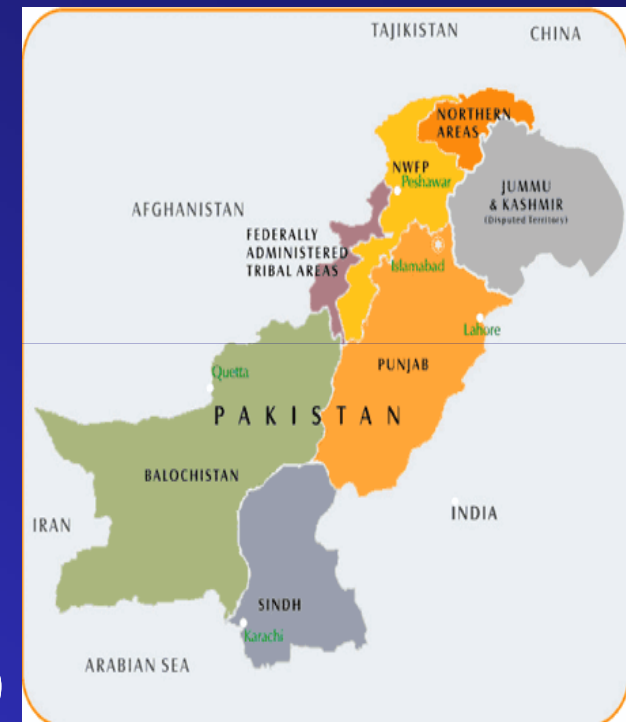 TAJIKISTAN
CHINA
NORTHERN
AREAS
NWFP
Peshawar
JUMMU
& KASHMIR
(Disputed Territory)
AFGHANISTAN
FEDERALLY
ADMINISTERED
TRIBAL AREAS
Islamabad
Lahore
PUNJAB
Quetta
PAKISTAN
BALOCHISTAN
INDIA
IRAN
SINDH
Karachi
ARABIAN SEA